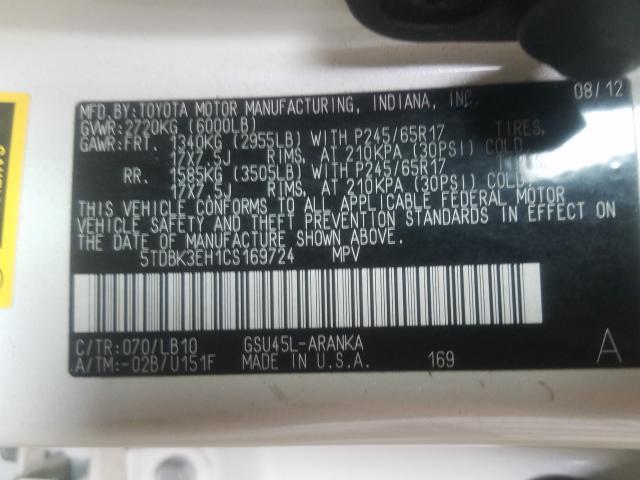 MFD.BY:TOYOTA MOTOR MANUFACTURING, INDIANA, INC. 08/12
GVWR:2720KG (6000LB)
GAWR:FRT. 1340KG (2955LB) WITH P245/65R17 TIRES,
17X7.5J RIMS, AT 210KPA (30PSI) COLD.
RR. 1585KG (3505LB) WITH P245/65R17
17X7.5J RIMS, AT 210KPA (30PSI) COLD.
THIS VEHICLE CONFORMS TO ALL APPLICABLE FEDERAL MOTOR
VEHICLE SAFETY AND THEFT PREVENTION STANDARDS IN EFFECT ON
THE DATE OF MANUFACTURE SHOWN ABOVE.
5TDBK3EH1CS169724 MPV
C/TR:070/LB10 GSU45L-ARANKA
A/TM:-02B/U151F MADE IN U.S.A. 169 A